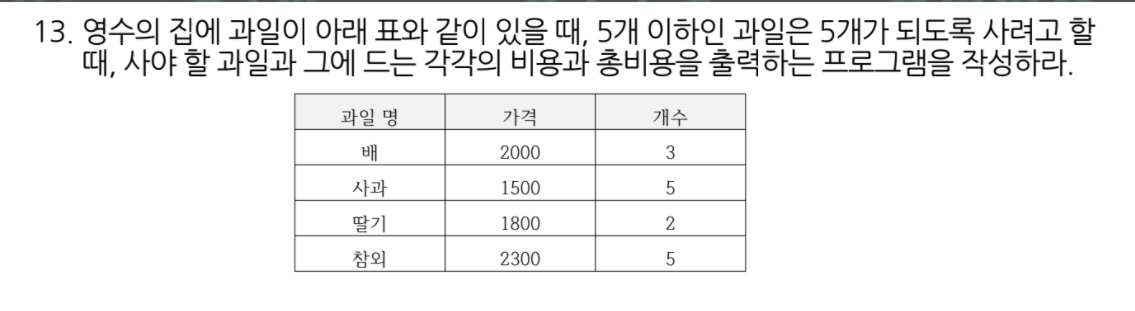 13. 영수의 집에 과일이 아래 표와 같이 있을 때, 5개 이하인 과일은 5개가 되도록 사려고 할
때, 사야 할 과일과 그에 드는 각각의 비용과 총비용을 출력하는 프로그램을 작성하라.
과일 명 가격 개수
배 2000 3
사과 1500 5
딸기 1800 2
참외 2300 5